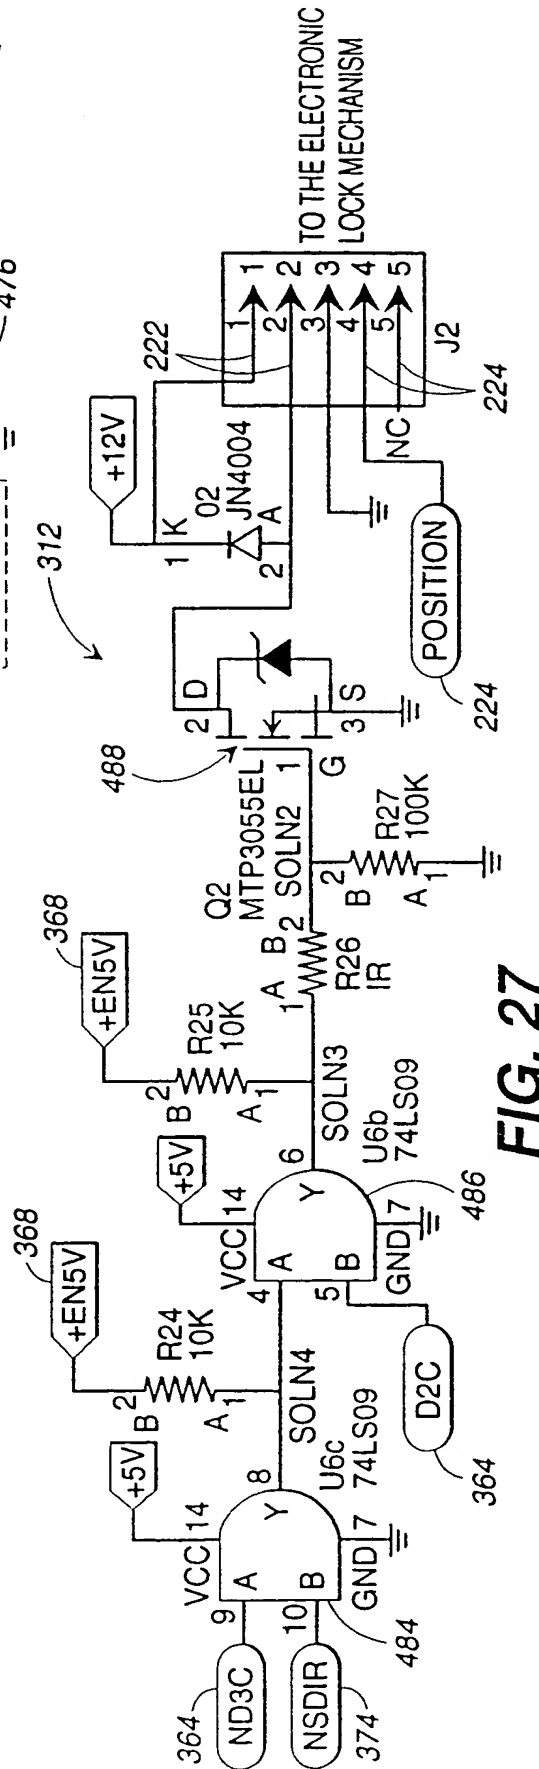 476
312
+12V
1
K
02
JN4004
2
A
222
1 1
2 2
3 3
4 4
5 5
J2
TO THE ELECTRONIC
LOCK MECHANISM
NC
224
POSITION
224
488
2
D
S
3
1
G
Q2
MTP3055EL
SOLN2
2
B
R27
100K
A
1
368
+EN5V
2
B
R25
10K
A
1
1
A
B
2
R26
IR
SOLN3
+5V
VCC
14
6
Y
U6b
74LS09
4
A
5
B
GND
7
486
368
+EN5V
2
B
R24
10K
A
1
SOLN4
D2C
364
+5V
VCC
14
8
Y
U6c
74LS09
9
A
10
B
GND
7
484
364
ND3C
NSDIR
374
FIG. 27